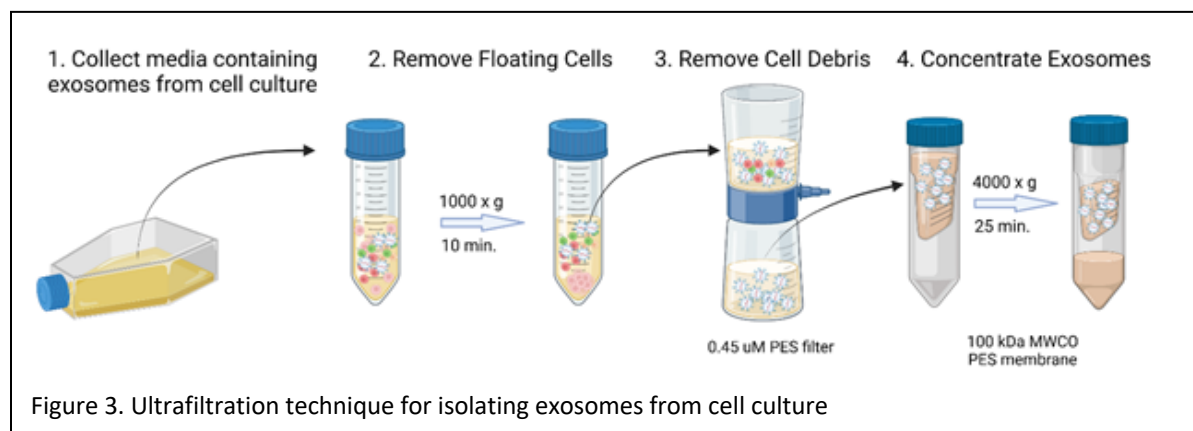 1. Collect media containing
exosomes from cell culture
2. Remove Floating Cells
3. Remove Cell Debris
4. Concentrate Exosomes
1000 x g
10 min.
4000 x g
25 min.
0.45 uM PES filter
100 kDa MWCO
PES membrane
Figure 3. Ultrafiltration technique for isolating exosomes from cell culture